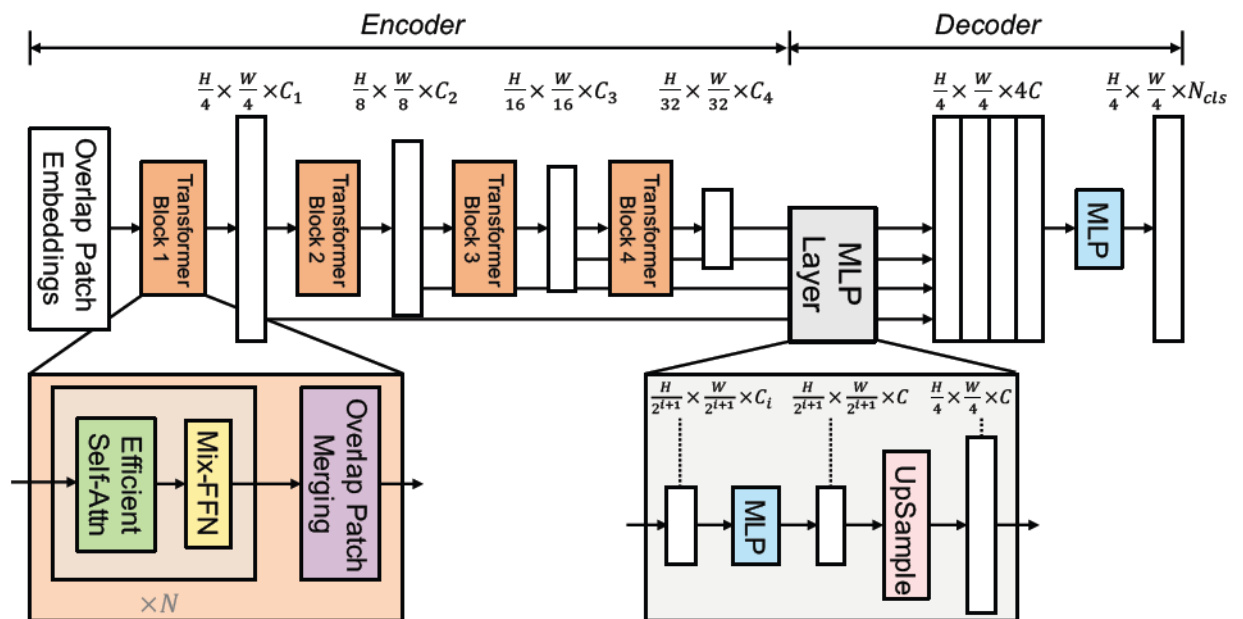 Encoder
Decoder
H/4 × W/4 × C₁
H/8 × W/8 × C₂
H/16 × W/16 × C₃
H/32 × W/32 × C₄
H/4 × W/4 × 4C
H/4 × W/4 × N_cls
Overlap Patch
Embeddings
Transformer
Block 1
Transformer
Block 2
Transformer
Block 3
Transformer
Block 4
MLP
Layer
MLP
Efficient
Self-Attn
Mix-FFN
×N
Overlap Patch
Merging
H/2^{i+1} × W/2^{i+1} × C_i
H/2^{i+1} × W/2^{i+1} × C
H/4 × W/4 × C
MLP
UpSample